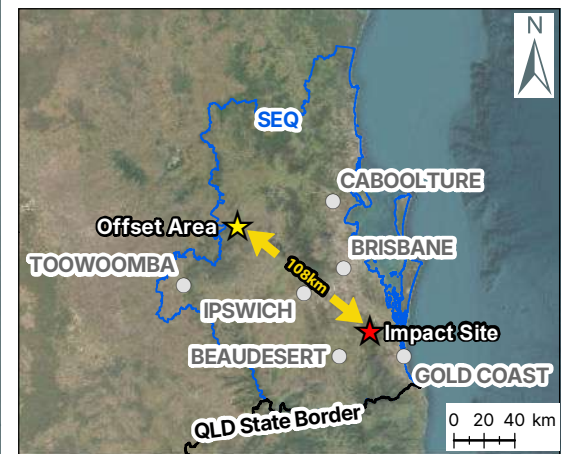 N
SEQ
CABOOLTURE
Offset Area
BRISBANE
TOOWOOMBA
108km
IPSWICH
Impact Site
BEAUDESERT
GOLD COAST
QLD State Border
0 20 40 km